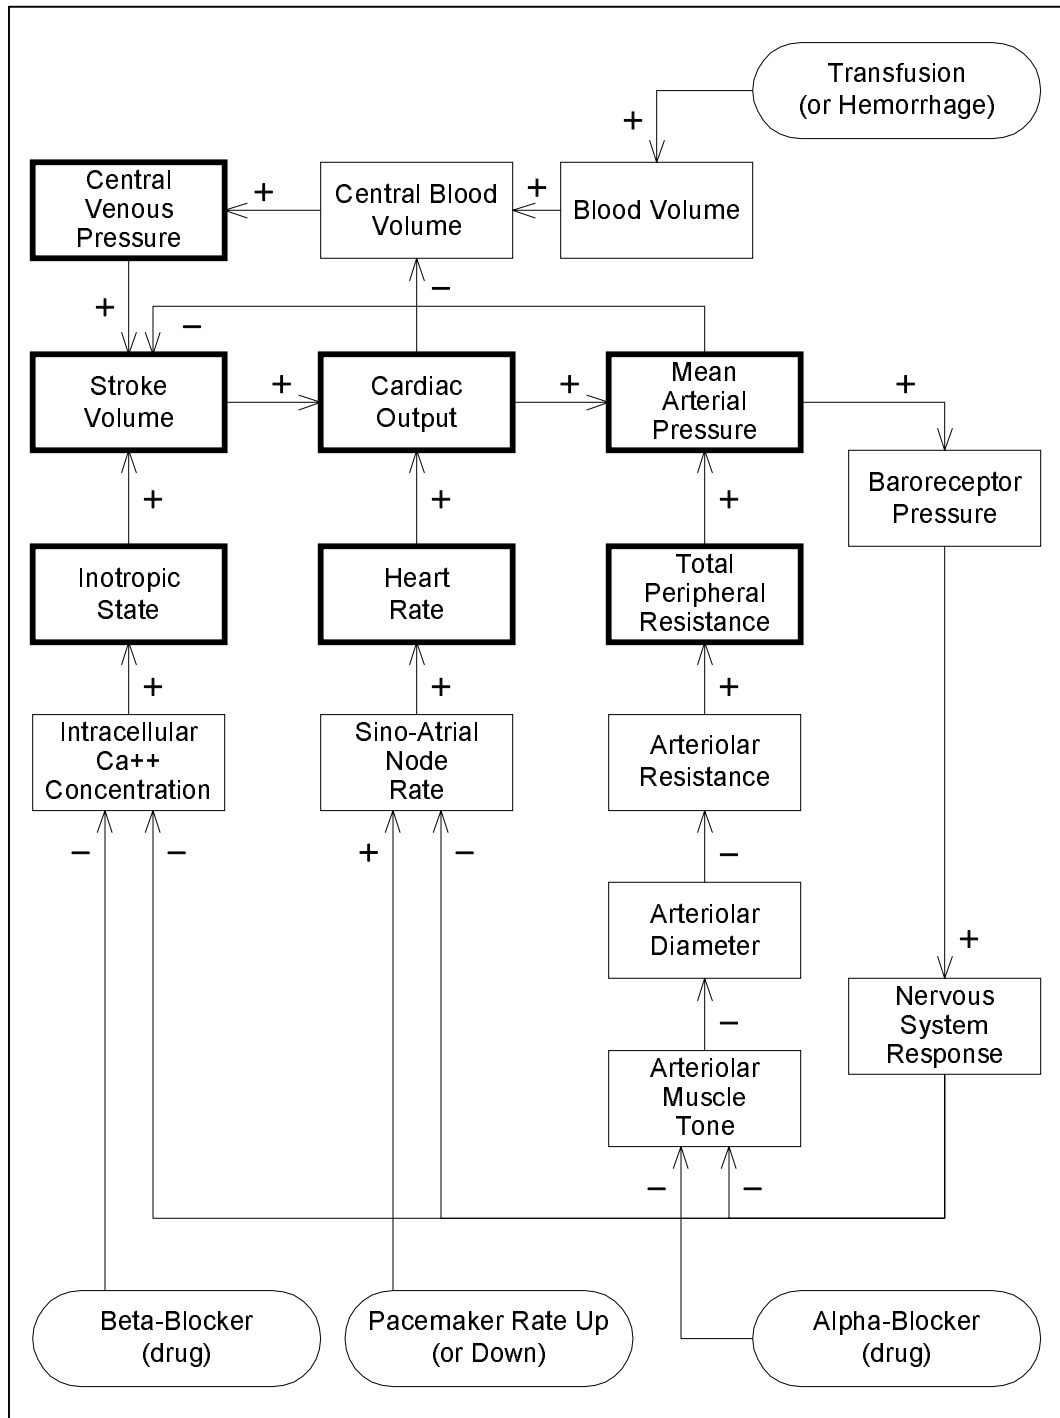 Transfusion
(or Hemorrhage)
+
Central
Venous
Pressure
+
Central Blood
Volume
+
Blood Volume
+
−
−
Stroke
Volume
+
Cardiac
Output
+
Mean
Arterial
Pressure
+
Baroreceptor
Pressure
+
+
+
Inotropic
State
Heart
Rate
Total
Peripheral
Resistance
+
+
+
Intracellular
Ca++
Concentration
Sino-Atrial
Node
Rate
Arteriolar
Resistance
−
−
+
−
−
Arteriolar
Diameter
+
−
Nervous
System
Response
Arteriolar
Muscle
Tone
−
−
Beta-Blocker
(drug)
Pacemaker Rate Up
(or Down)
Alpha-Blocker
(drug)